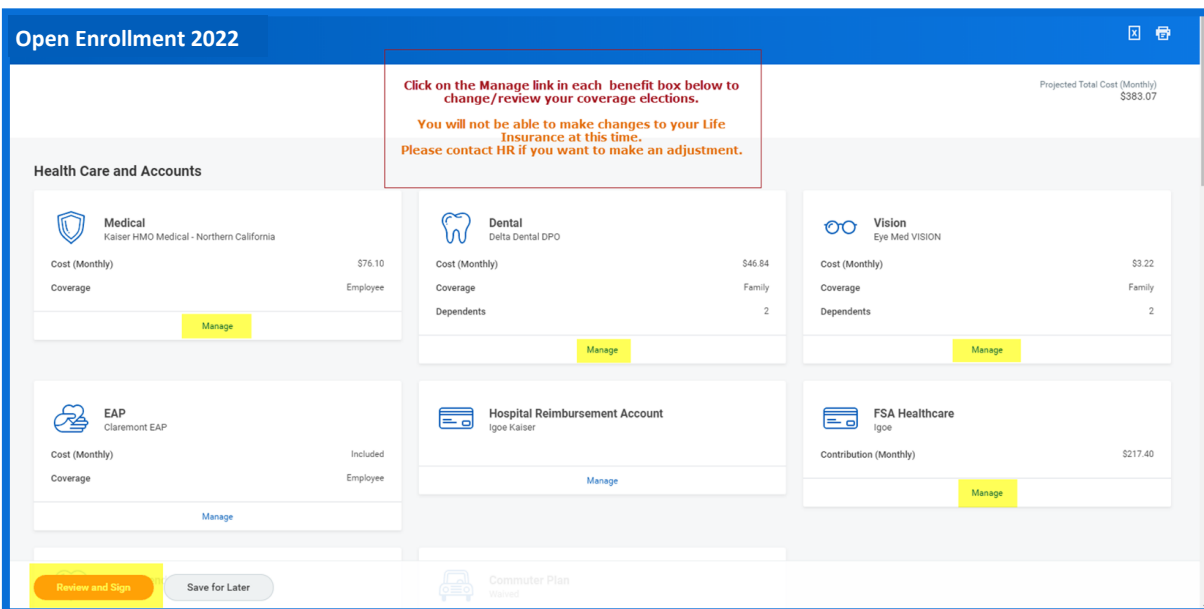 Open Enrollment 2022
Click on the Manage link in each benefit box below to
change/review your coverage elections.
You will not be able to make changes to your Life
Insurance at this time.
Please contact HR if you want to make an adjustment.
Projected Total Cost (Monthly)
$383.07
Health Care and Accounts
Medical
Kaiser HMO Medical - Northern California
Cost (Monthly) $76.10
Coverage Employee
Manage
Dental
Delta Dental DPO
Cost (Monthly) $46.84
Coverage Family
Dependents 2
Manage
Vision
Eye Med VISION
Cost (Monthly) $3.22
Coverage Family
Dependents 2
Manage
EAP
Claremont EAP
Cost (Monthly) Included
Coverage Employee
Manage
Hospital Reimbursement Account
Igoe Kaiser
Manage
FSA Healthcare
Igoe
Contribution (Monthly) $217.40
Manage
Commuter Plan
Waived
Review and Sign
Save for Later